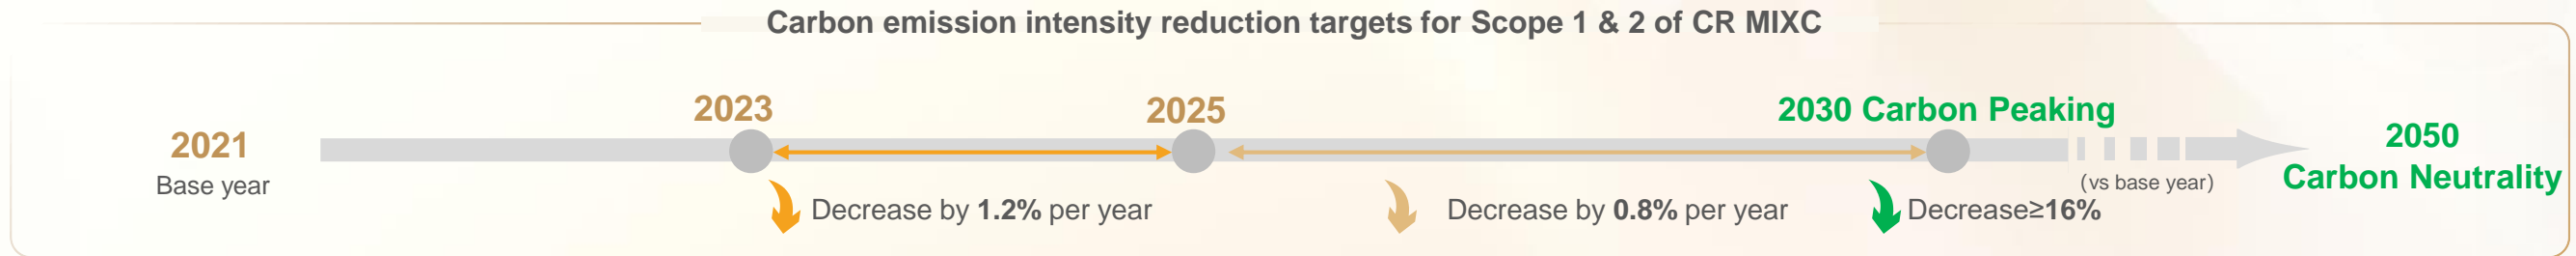 Carbon emission intensity reduction targets for Scope 1 & 2 of CR MIXC
2021
Base year
2023
2025
2030 Carbon Peaking
2050
Carbon Neutrality
(vs base year)
Decrease by 1.2% per year
Decrease by 0.8% per year
Decrease≥16%